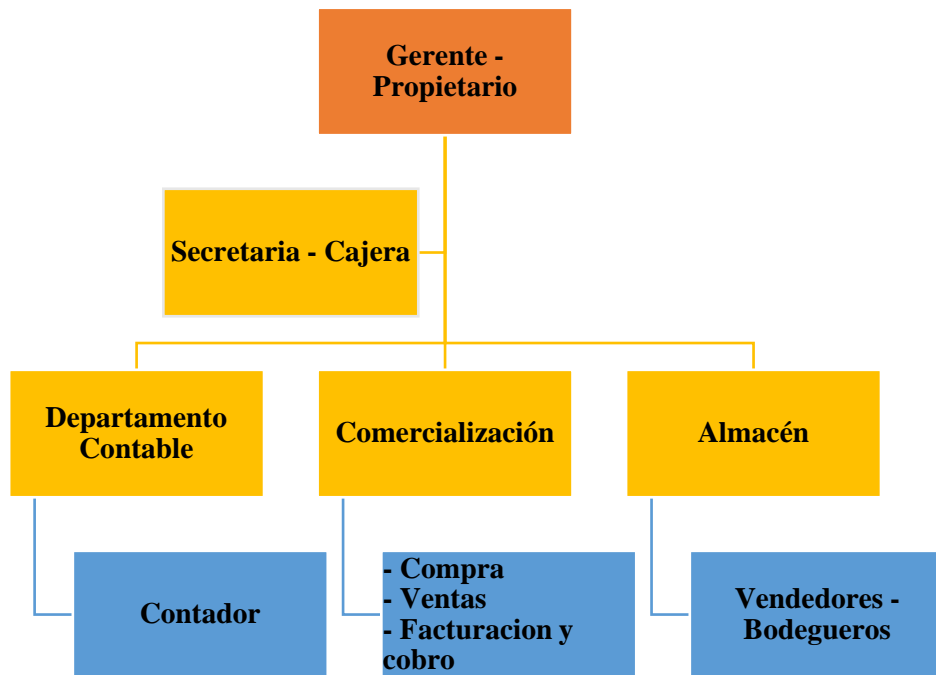 Gerente -
Propietario
Secretaria - Cajera
Departamento
Contable
Comercialización
Almacén
Contador
- Compra
- Ventas
- Facturacion y
cobro
Vendedores -
Bodegueros